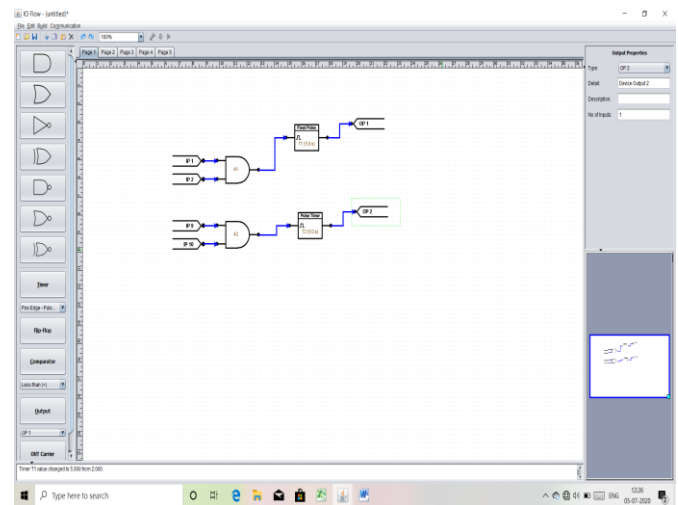 IO Flow - (untitled)*
File Edit Build Communication
100%
Page 1 Page 2 Page 3 Page 4 Page 5
Output Properties
Type: OP 2
Detail: Device Output 2
Description:
No of Inputs: 1
Fixed Pulse
T1 (5.0 s)
OP 1
IP 1
IP 2
A1
Pulse Timer
OP 2
IP 9
IP 10
A2
Timer
Flip-Flop
Comparator
Less than (<)
Output
OP 1
OUT Carrier
Timer T1 value changed to 5.000 from 2.000.
Type here to search
ENG
12:26
05-07-2020